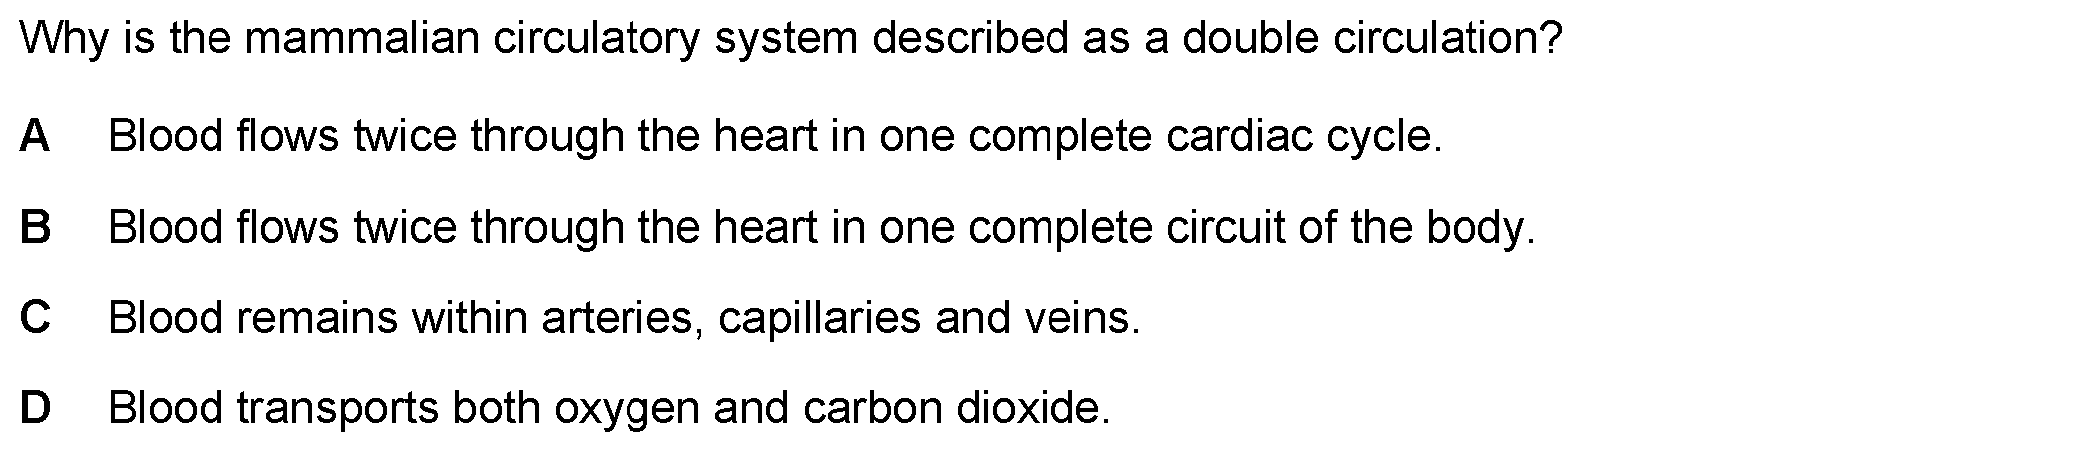 Why is the mammalian circulatory system described as a double circulation?
A Blood flows twice through the heart in one complete cardiac cycle.
B Blood flows twice through the heart in one complete circuit of the body.
C Blood remains within arteries, capillaries and veins.
D Blood transports both oxygen and carbon dioxide.